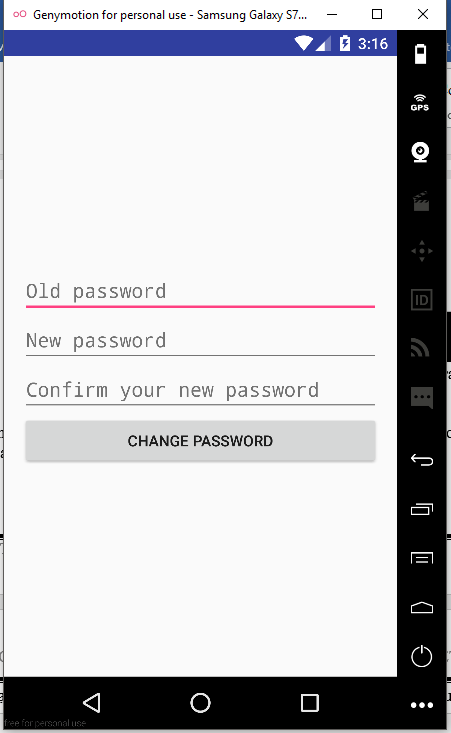 Genymotion for personal use - Samsung Galaxy S7...
3:16
GPS
Old password
New password
ID
Confirm your new password
CHANGE PASSWORD
free for personal use